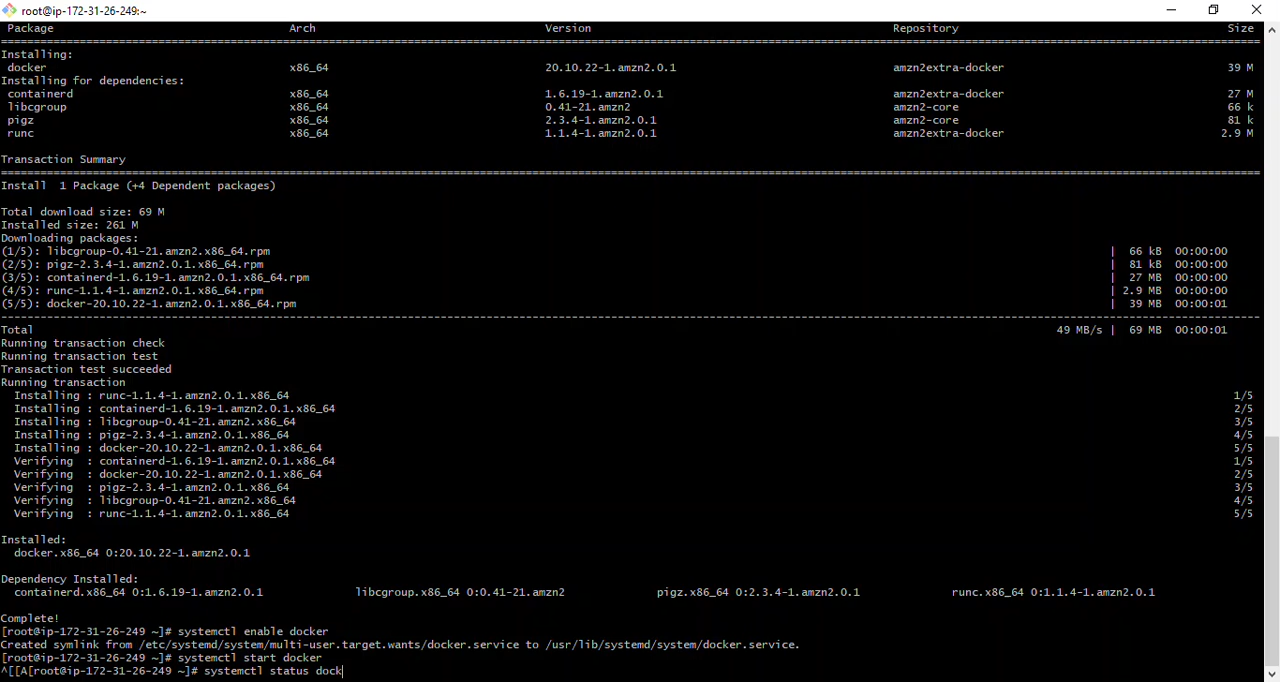 root@ip-172-31-26-249:~
Package Arch Version Repository Size
Installing:
docker x86_64 20.10.22-1.amzn2.0.1 amzn2extra-docker 39 M
Installing for dependencies:
containerd x86_64 1.6.19-1.amzn2.0.1 amzn2extra-docker 27 M
libcgroup x86_64 0.41-21.amzn2 amzn2-core 66 k
pigz x86_64 2.3.4-1.amzn2.0.1 amzn2-core 81 k
runc x86_64 1.1.4-1.amzn2.0.1 amzn2extra-docker 2.9 M
Transaction Summary
Install 1 Package (+4 Dependent packages)
Total download size: 69 M
Installed size: 261 M
Downloading packages:
(1/5): libcgroup-0.41-21.amzn2.x86_64.rpm | 66 kB 00:00:00
(2/5): pigz-2.3.4-1.amzn2.0.1.x86_64.rpm | 81 kB 00:00:00
(3/5): containerd-1.6.19-1.amzn2.0.1.x86_64.rpm | 27 MB 00:00:00
(4/5): runc-1.1.4-1.amzn2.0.1.x86_64.rpm | 2.9 MB 00:00:00
(5/5): docker-20.10.22-1.amzn2.0.1.x86_64.rpm | 39 MB 00:00:01
Total 49 MB/s | 69 MB 00:00:01
Running transaction check
Running transaction test
Transaction test succeeded
Running transaction
Installing : runc-1.1.4-1.amzn2.0.1.x86_64 1/5
Installing : containerd-1.6.19-1.amzn2.0.1.x86_64 2/5
Installing : libcgroup-0.41-21.amzn2.x86_64 3/5
Installing : pigz-2.3.4-1.amzn2.0.1.x86_64 4/5
Installing : docker-20.10.22-1.amzn2.0.1.x86_64 5/5
Verifying : containerd-1.6.19-1.amzn2.0.1.x86_64 1/5
Verifying : docker-20.10.22-1.amzn2.0.1.x86_64 2/5
Verifying : pigz-2.3.4-1.amzn2.0.1.x86_64 3/5
Verifying : libcgroup-0.41-21.amzn2.x86_64 4/5
Verifying : runc-1.1.4-1.amzn2.0.1.x86_64 5/5
Installed:
docker.x86_64 0:20.10.22-1.amzn2.0.1
Dependency Installed:
containerd.x86_64 0:1.6.19-1.amzn2.0.1 libcgroup.x86_64 0:0.41-21.amzn2 pigz.x86_64 0:2.3.4-1.amzn2.0.1 runc.x86_64 0:1.1.4-1.amzn2.0.1
Complete!
[root@ip-172-31-26-249 ~]# systemctl enable docker
Created symlink from /etc/systemd/system/multi-user.target.wants/docker.service to /usr/lib/systemd/system/docker.service.
[root@ip-172-31-26-249 ~]# systemctl start docker
^[[A[root@ip-172-31-26-249 ~]# systemctl status dock